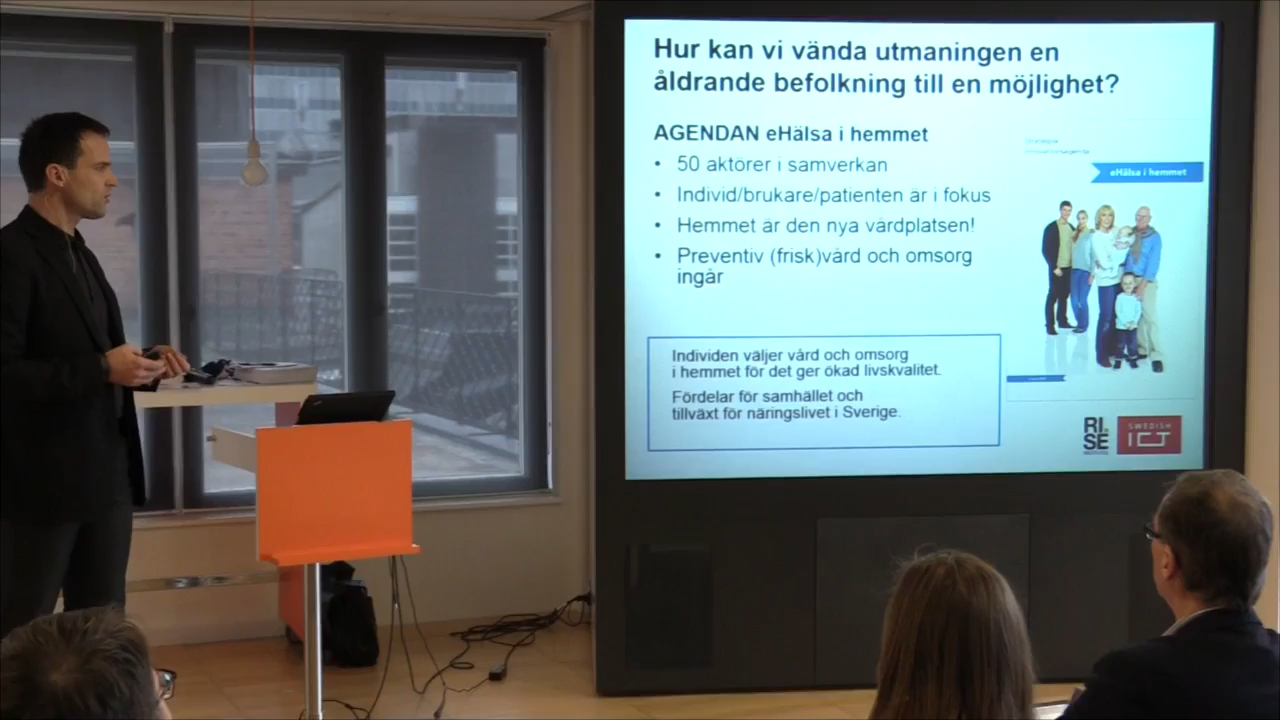 Hur kan vi vända utmaningen en
åldrande befolkning till en möjlighet?
AGENDAN eHälsa i hemmet
• 50 aktörer i samverkan
• Individ/brukare/patienten är i fokus
• Hemmet är den nya vårdplatsen!
• Preventiv (frisk)vård och omsorg
ingår
eHälsa i hemmet
Individen väljer vård och omsorg
i hemmet för det ger ökad livskvalitet.
Fördelar för samhället och
tillväxt för näringslivet i Sverige.
RI.
SE
SWEDISH
ICT